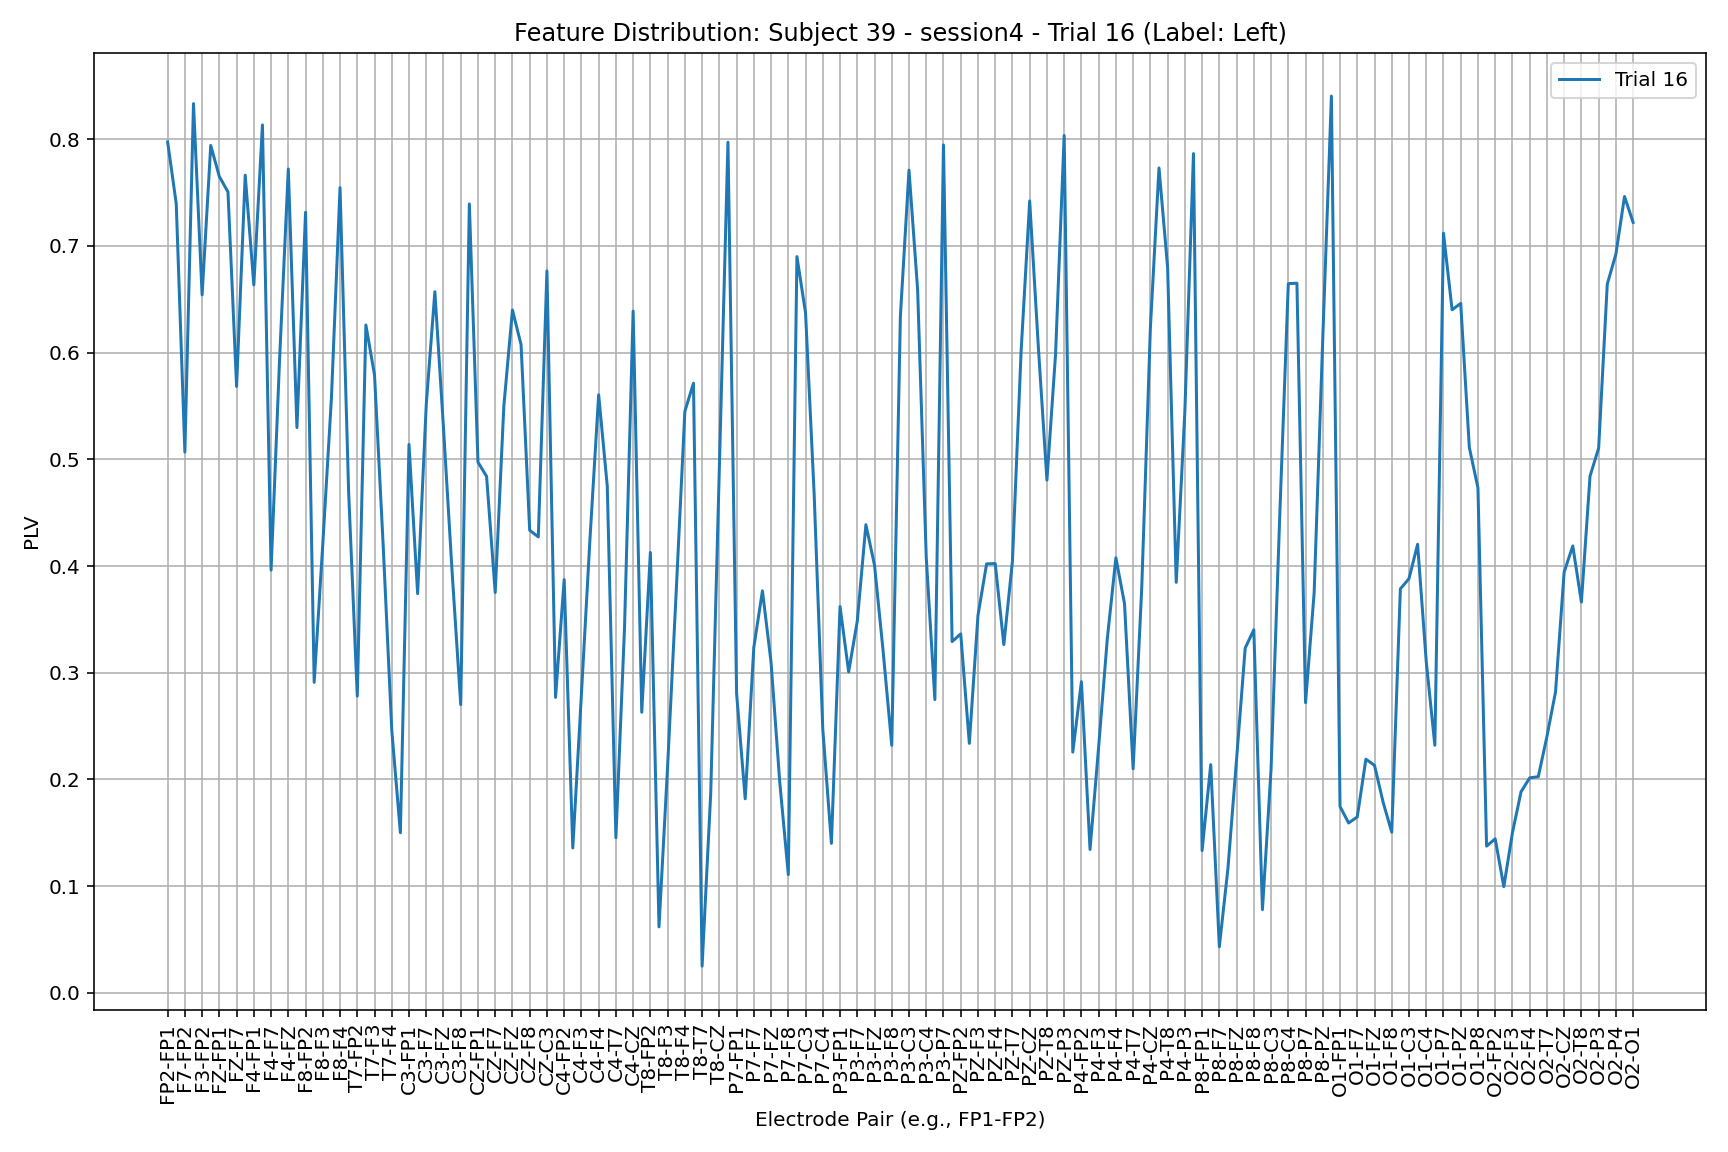 Feature Distribution: Subject 39 - session4 - Trial 16 (Label: Left)
Trial 16
PLV
0.8
0.7
0.6
0.5
0.4
0.3
0.2
0.1
0.0
FP2-FP1
F7-FP2
F3-FP2
FZ-FP1
FZ-F7
F4-FP1
F4-F7
F4-FZ
F8-FP2
F8-F3
F8-F4
T7-FP2
T7-F3
T7-F4
C3-FP1
C3-F7
C3-FZ
C3-F8
CZ-FP1
CZ-F7
CZ-FZ
CZ-F8
CZ-C3
C4-FP2
C4-F3
C4-F4
C4-T7
C4-CZ
T8-FP2
T8-F3
T8-F4
T8-T7
T8-CZ
P7-FP1
P7-F7
P7-FZ
P7-F8
P7-C3
P7-C4
P3-FP1
P3-F7
P3-FZ
P3-F8
P3-C3
P3-C4
P3-P7
PZ-FP2
PZ-F3
PZ-F4
PZ-T7
PZ-CZ
PZ-T8
PZ-P3
P4-FP2
P4-F3
P4-F4
P4-T7
P4-CZ
P4-T8
P4-P3
P8-FP1
P8-F7
P8-FZ
P8-F8
P8-C3
P8-C4
P8-P7
P8-PZ
O1-FP1
O1-F7
O1-FZ
O1-F8
O1-C3
O1-C4
O1-P7
O1-PZ
O1-P8
O2-FP2
O2-F3
O2-F4
O2-T7
O2-CZ
O2-T8
O2-P3
O2-P4
O2-O1
Electrode Pair (e.g., FP1-FP2)